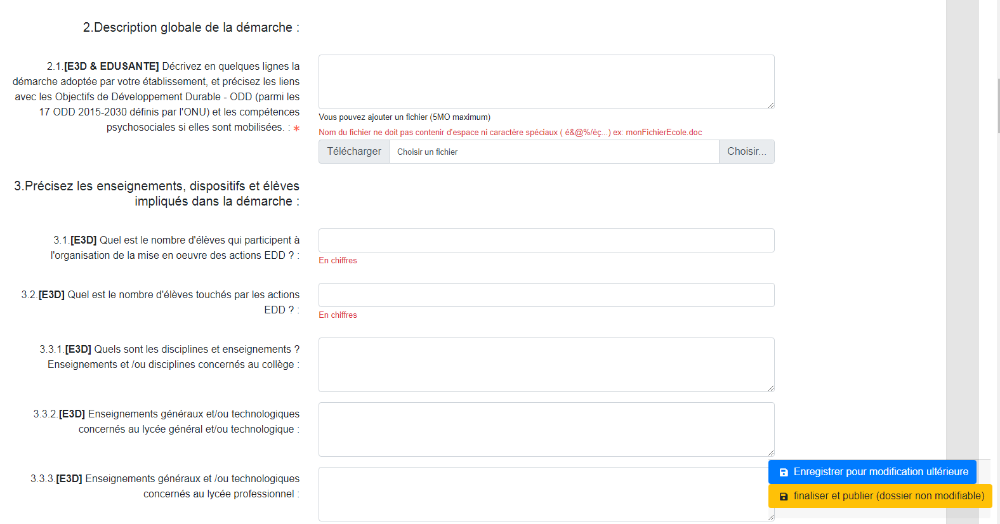 2.Description globale de la démarche :
2.1.[E3D & EDUSANTE] Décrivez en quelques lignes la
démarche adoptée par votre établissement, et précisez les liens
avec les Objectifs de Développement Durable - ODD (parmi les
17 ODD 2015-2030 définis par l'ONU) et les compétences
psychosociales si elles sont mobilisées. : *
Vous pouvez ajouter un fichier (5MO maximum)
Nom du fichier ne doit pas contenir d'espace ni caractère spéciaux ( é&@%/èç...) ex: monFichierEcole.doc
Télécharger Choisir un fichier Choisir...
3.Précisez les enseignements, dispositifs et élèves
impliqués dans la démarche :
3.1.[E3D] Quel est le nombre d'élèves qui participent à
l'organisation de la mise en oeuvre des actions EDD ? :
En chiffres
3.2.[E3D] Quel est le nombre d'élèves touchés par les actions
EDD ? :
En chiffres
3.3.1.[E3D] Quels sont les disciplines et enseignements ?
Enseignements et /ou disciplines concernés au collège :
3.3.2.[E3D] Enseignements généraux et/ou technologiques
concernés au lycée général et/ou technologique :
3.3.3.[E3D] Enseignements généraux et /ou technologiques
concernés au lycée professionnel :
Enregistrer pour modification ultérieure
finaliser et publier (dossier non modifiable)